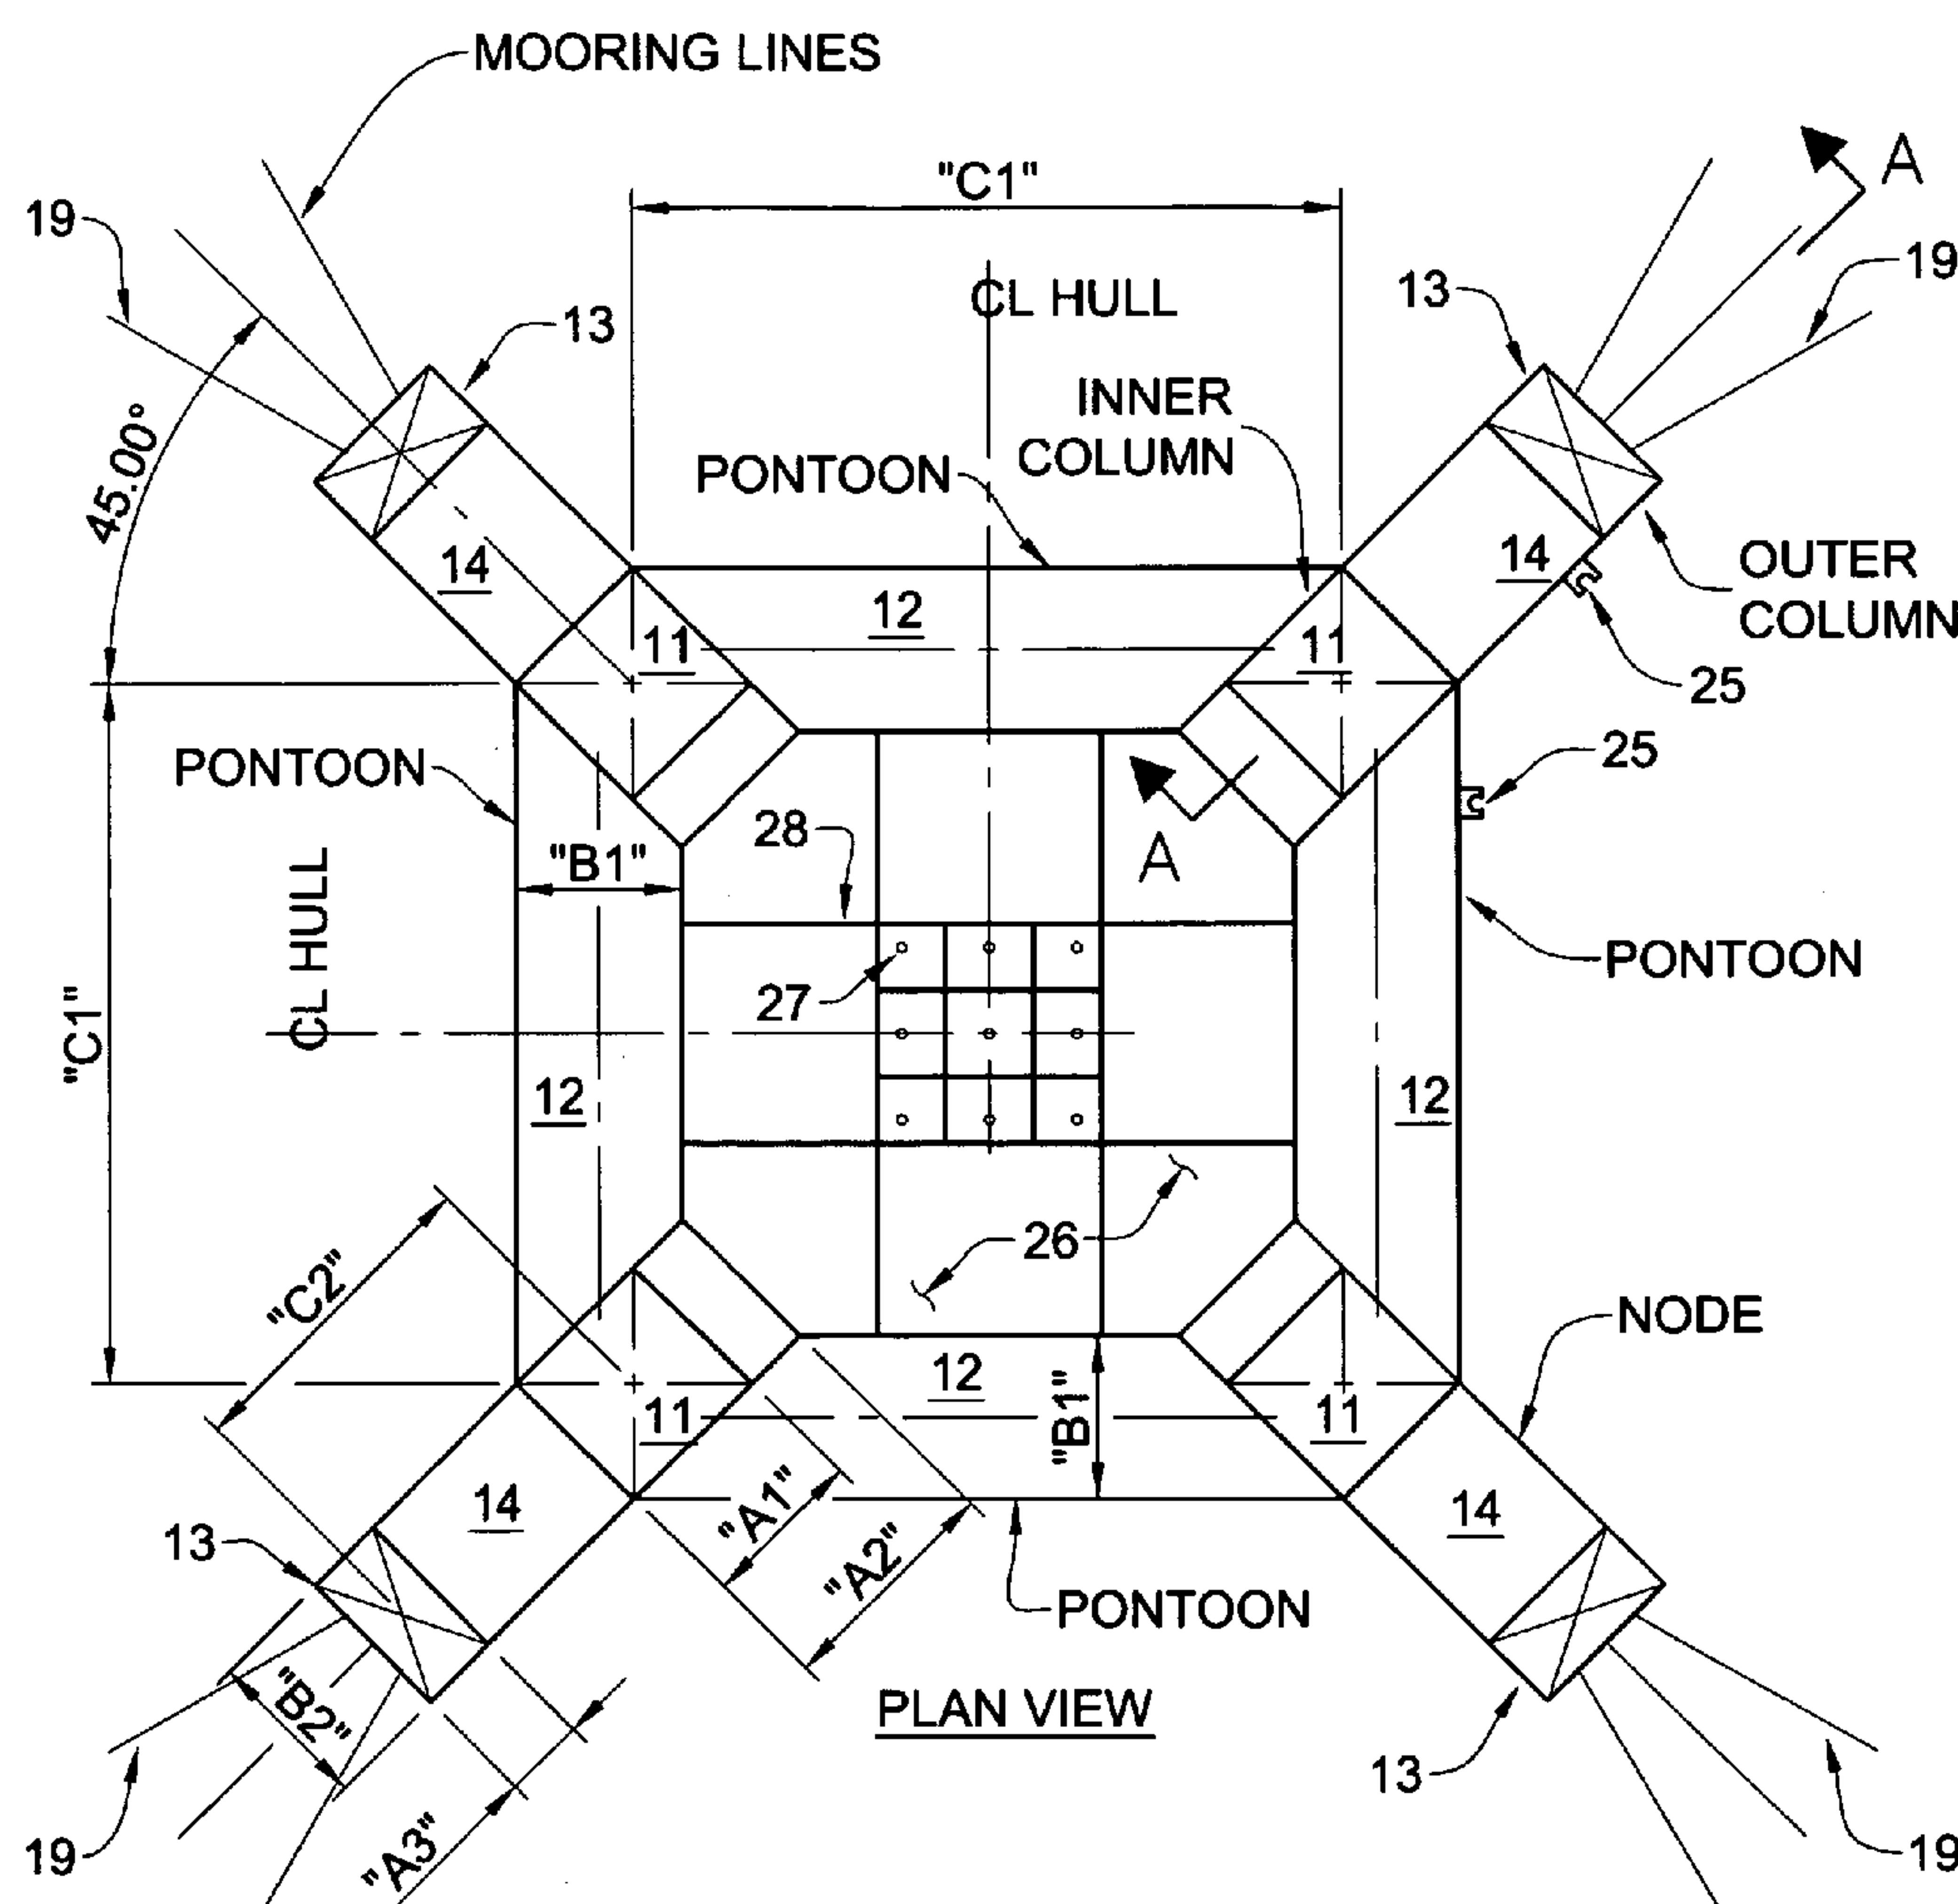 MOORING LINES
"C1"
A
19
CL HULL
19
13
13
INNER
COLUMN
PONTOON
45.00°
14
14
OUTER
COLUMN
12
11
11
25
PONTOON
25
28
A
"B1"
CL HULL
PONTOON
27
"C1"
12
12
26
"C2"
NODE
12
"B1"
11
11
14
14
"A1"
13
"A2"
PONTOON
"B2"
PLAN VIEW
13
19
"A3"
19